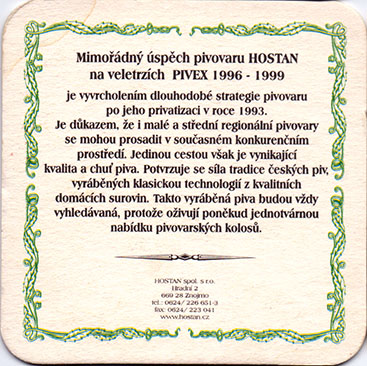 Mimořádný úspěch pivovaru HOSTAN
na veletrzích PIVEX 1996 - 1999
je vyvrcholením dlouhodobé strategie pivovaru
po jeho privatizaci v roce 1993.
Je důkazem, že i malé a střední regionální pivovary
se mohou prosadit v současném konkurenčním
prostředí. Jedinou cestou však je vynikající
kvalita a chuť piva. Potvrzuje se síla tradice českých piv,
vyráběných klasickou technologií z kvalitních
domácích surovin. Takto vyráběná piva budou vždy
vyhledávaná, protože oživují poněkud jednotvárnou
nabídku pivovarských kolosů.
HOSTAN spol. s r.o.
Hradní 2
669 28 Znojmo
tel.: 0624/ 226 651-3
fax: 0624/ 223 041
www.hostan.cz